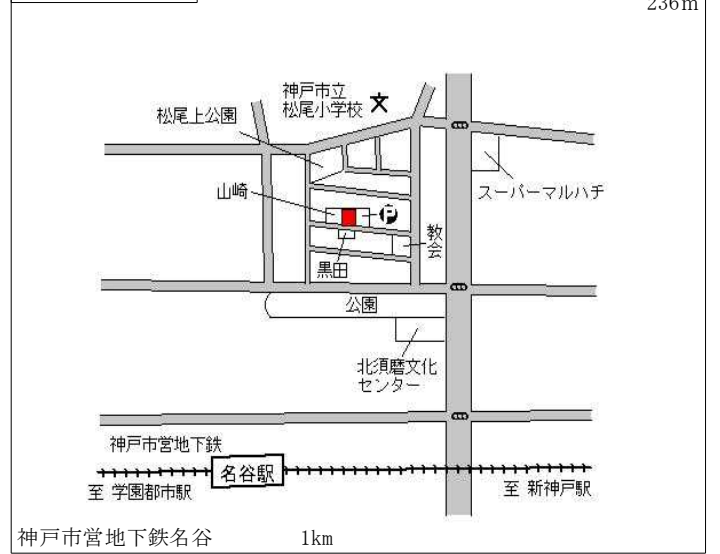 236m
神戸市立
松尾小学校
文
松尾上公園
山崎
P
スーパーマルハチ
教会
黒田
公園
北須磨文化
センター
神戸市営地下鉄
名谷駅
至 学園都市駅
至 新神戸駅
神戸市営地下鉄名谷 1km